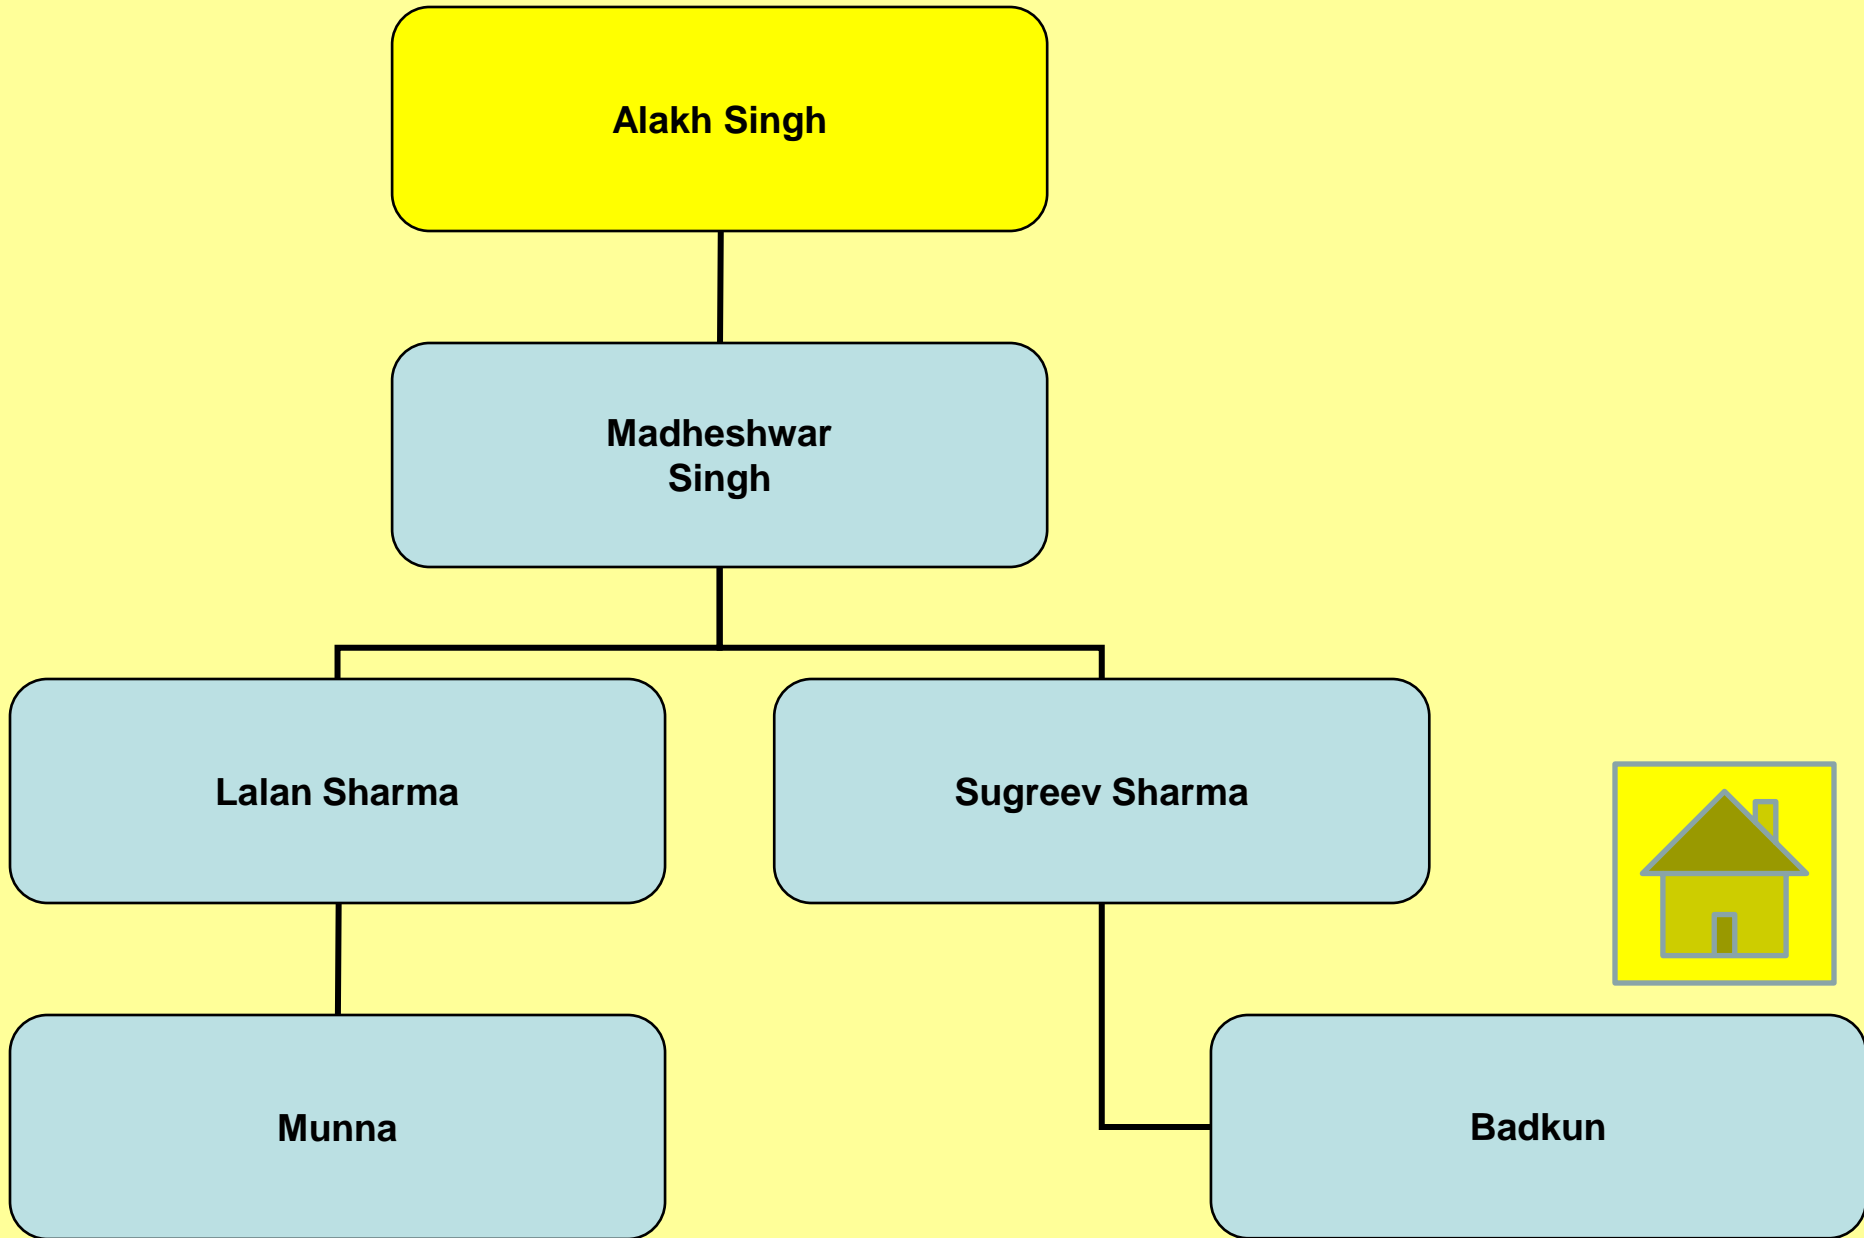 Alakh Singh
Madheshwar
Singh
Lalan Sharma
Sugreev Sharma
Munna
Badkun